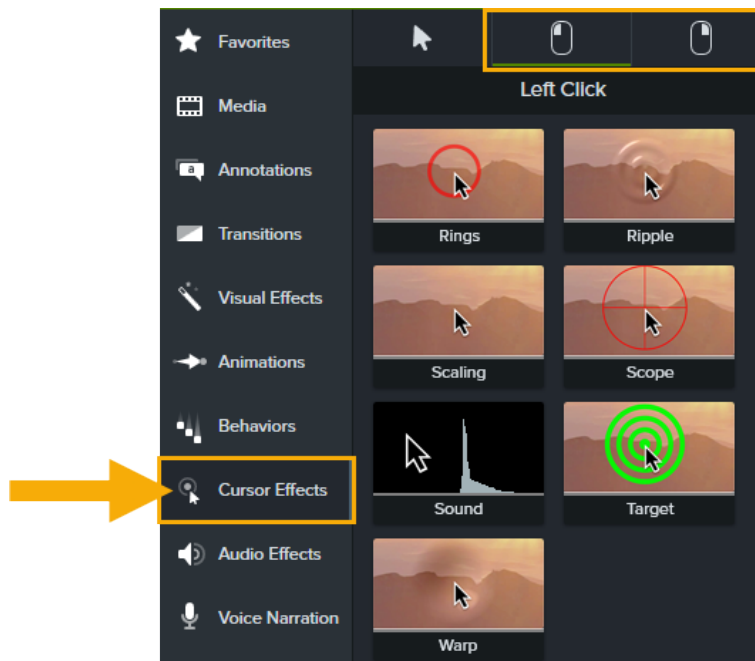 Favorites
Media
a
Annotations
Transitions
Visual Effects
Animations
Behaviors
Cursor Effects
Audio Effects
Voice Narration
Left Click
Rings
Ripple
Scaling
Scope
Sound
Target
Warp